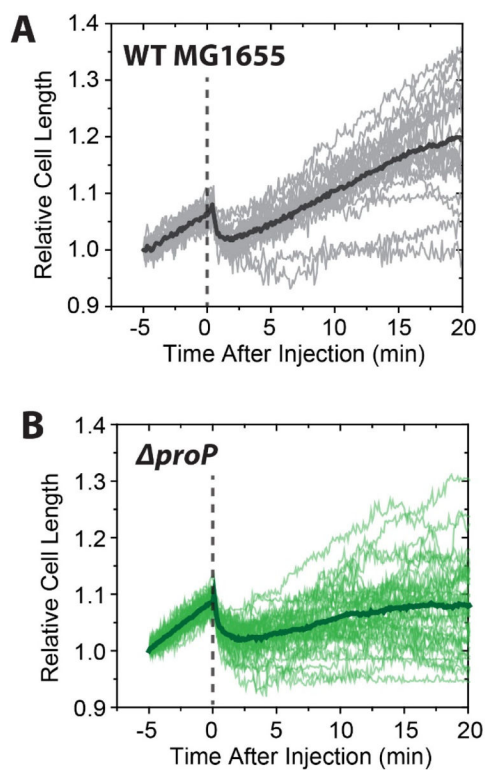 A
WT MG1655
Relative Cell Length
1.4
1.3
1.2
1.1
1.0
0.9
-5 0 5 10 15 20
Time After Injection (min)
B
ΔproP
Relative Cell Length
1.4
1.3
1.2
1.1
1.0
0.9
-5 0 5 10 15 20
Time After Injection (min)